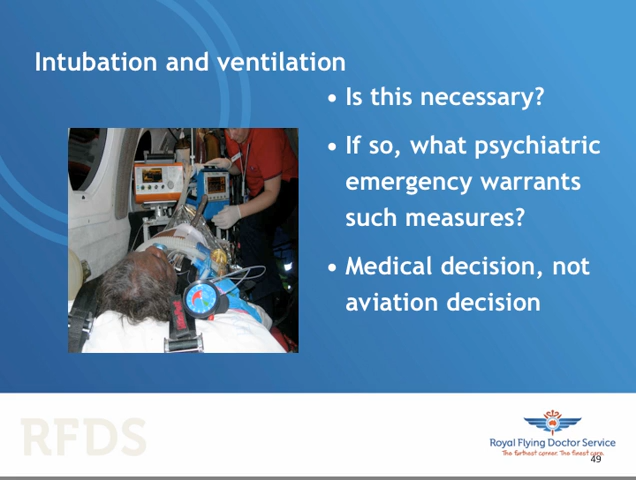 Intubation and ventilation
• Is this necessary?
• If so, what psychiatric
emergency warrants
such measures?
• Medical decision, not
aviation decision
RFDS
Royal Flying Doctor Service
The furthest corner. The finest care.
49